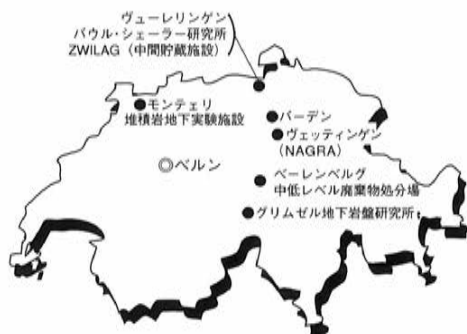 ヴューレリンゲン
パウル・シェーラー研究所
ZWILAG（中間貯蔵施設）
モンテェリ
堆積岩地下実験施設
バーデン
ヴェッティンゲン
（NAGRA）
ベルン
ベーレンベルグ
中低レベル廃棄物処分場
グリムゼル地下岩盤研究所